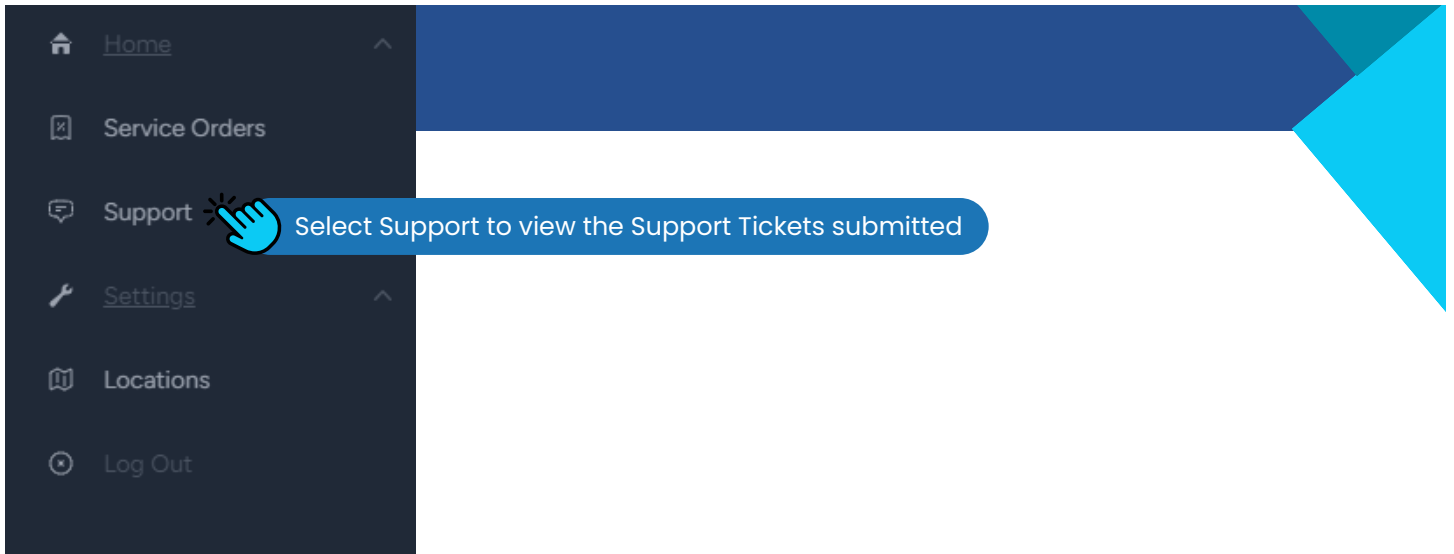 Home
Service Orders
Support
Select Support to view the Support Tickets submitted
Settings
Locations
Log Out